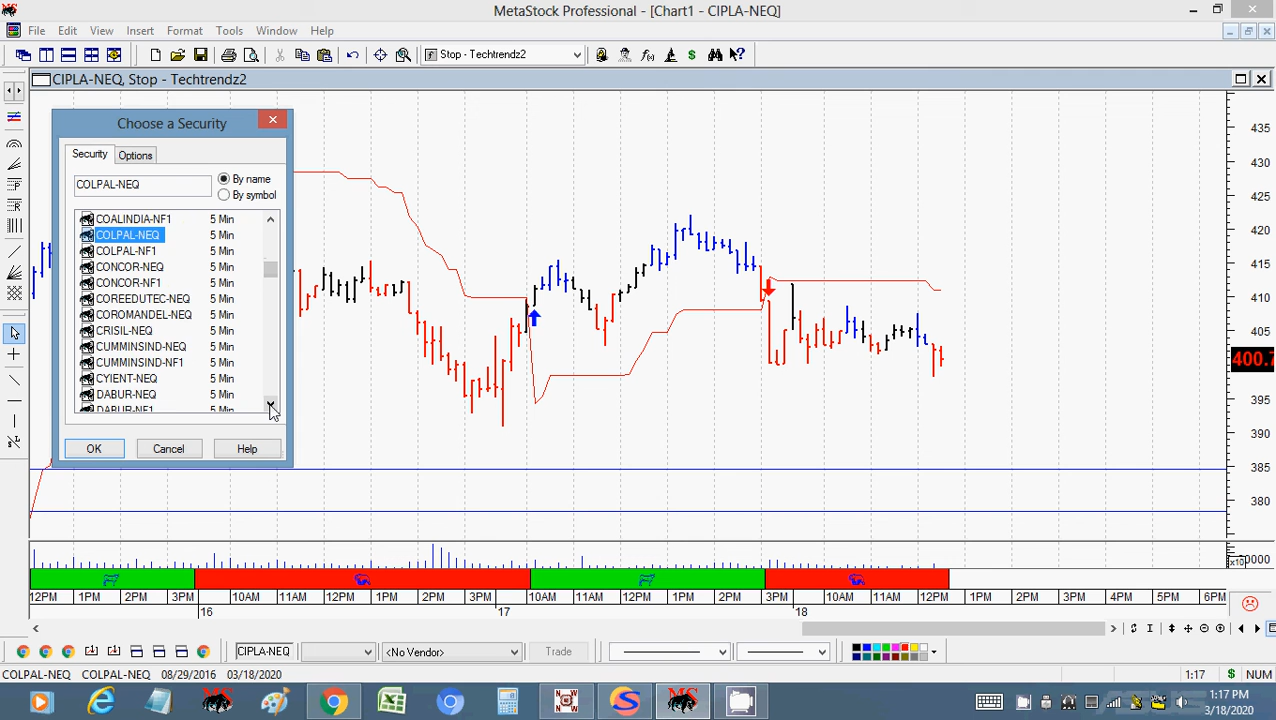 MetaStock Professional - [Chart1 - CIPLA-NEQ]
File Edit View Insert Format Tools Window Help
Stop - Techtrendz2
CIPLA-NEQ, Stop - Techtrendz2
Choose a Security
Security Options
COLPAL-NEQ
By name
By symbol
COALINDIA-NF1 5 Min
COLPAL-NEQ 5 Min
COLPAL-NF1 5 Min
CONCOR-NEQ 5 Min
CONCOR-NF1 5 Min
COREEDUTEC-NEQ 5 Min
COROMANDEL-NEQ 5 Min
CRISIL-NEQ 5 Min
CUMMINSIND-NEQ 5 Min
CUMMINSIND-NF1 5 Min
CYIENT-NEQ 5 Min
DABUR-NEQ 5 Min
DABUR-NF1 5 Min
OK Cancel Help
435
430
425
420
415
410
405
400.7
395
390
385
380
0000
x10
12PM 1PM 2PM 3PM 10AM 11AM 12PM 1PM 2PM 3PM 10AM 11AM 12PM 1PM 2PM 3PM 10AM 11AM 12PM 1PM 2PM 3PM 4PM 5PM 6PM
16 17 18
CIPLA-NEQ <No Vendor> Trade
COLPAL-NEQ COLPAL-NEQ 08/29/2016 03/18/2020 1:17 NUM
1:17 PM
3/18/2020